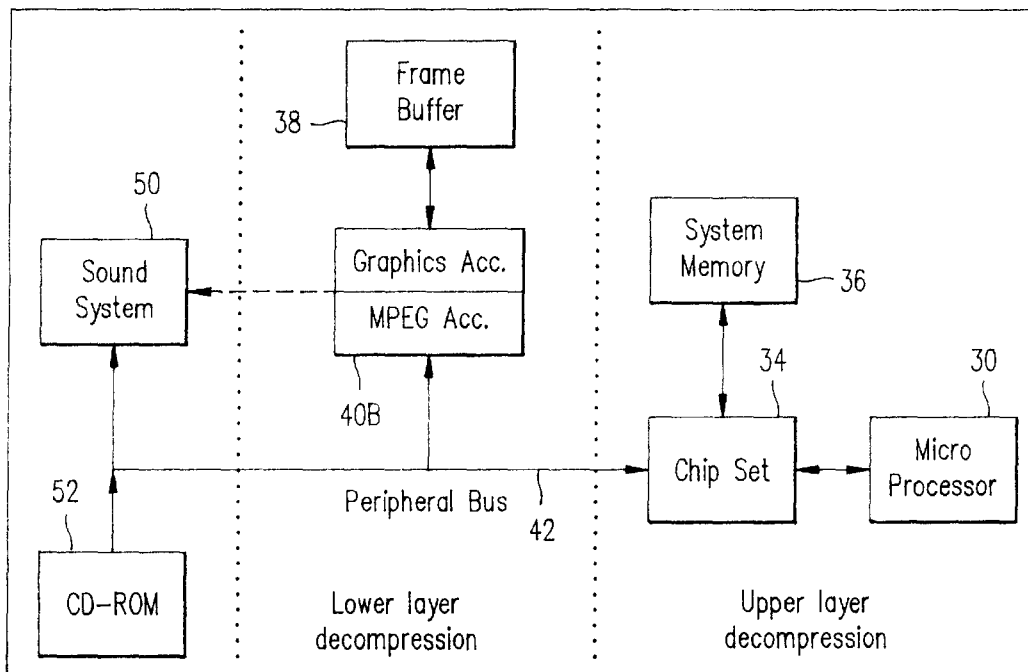 Frame
Buffer
38
50
Sound
System
Graphics Acc.
MPEG Acc.
40B
System
Memory
36
34
30
Chip Set
Micro
Processor
Peripheral Bus
42
52
CD-ROM
Lower layer
decompression
Upper layer
decompression